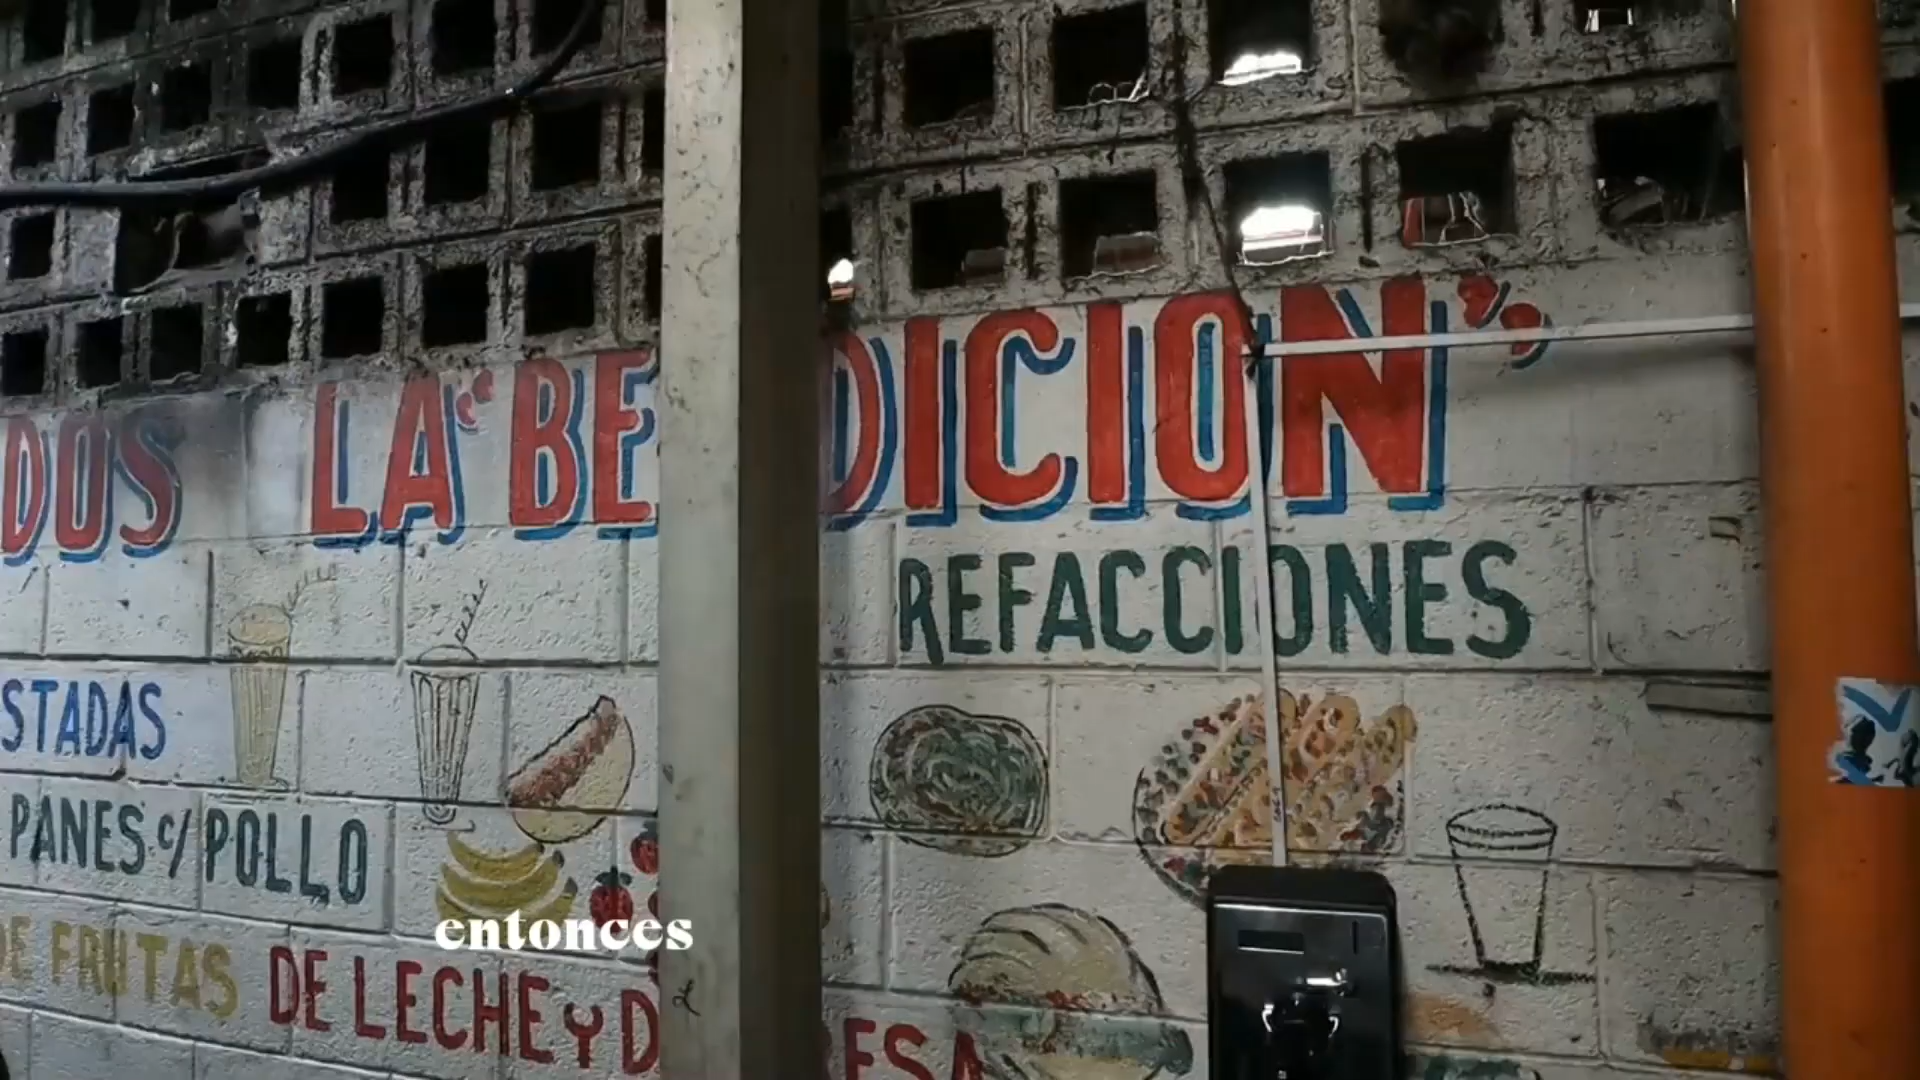 DOS LA "BE DICION"
REFACCIONES
STADAS
PANES c/ POLLO
entonces
DE FRUTAS DE LECHE Y D ESA